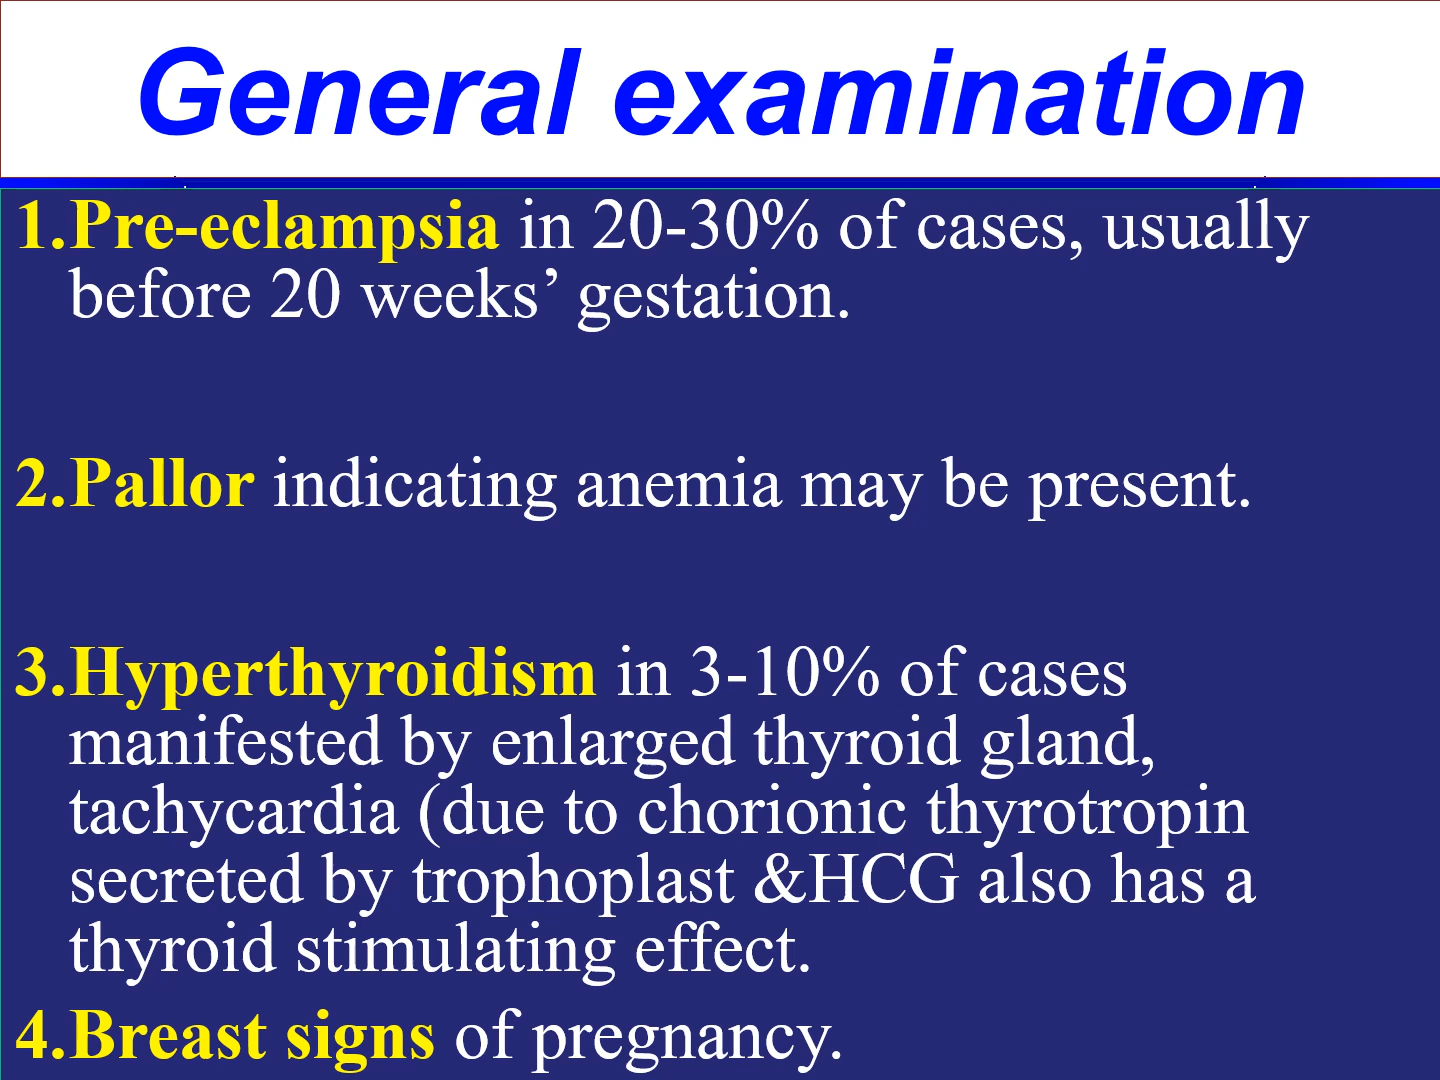 General examination
1.Pre-eclampsia in 20-30% of cases, usually
before 20 weeks’ gestation.
2.Pallor indicating anemia may be present.
3.Hyperthyroidism in 3-10% of cases
manifested by enlarged thyroid gland,
tachycardia (due to chorionic thyrotropin
secreted by trophoplast &HCG also has a
thyroid stimulating effect.
4.Breast signs of pregnancy.